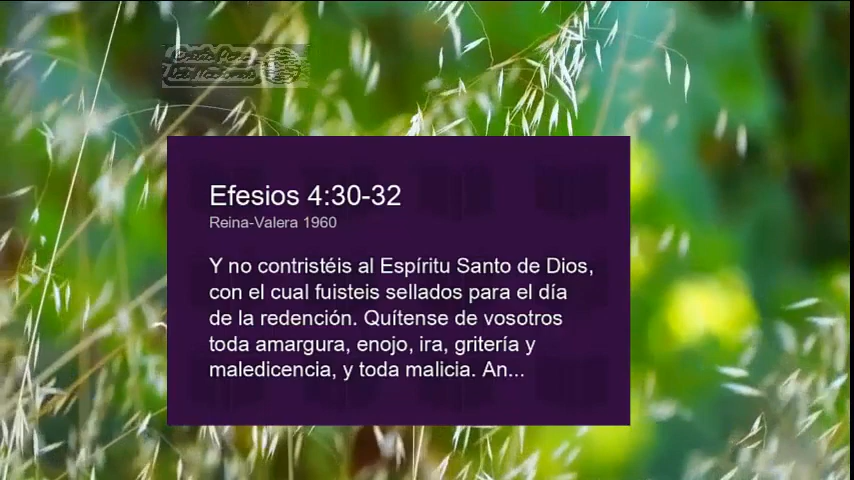 Efesios 4:30-32
Reina-Valera 1960
Y no contristéis al Espíritu Santo de Dios,
con el cual fuisteis sellados para el día
de la redención. Quítense de vosotros
toda amargura, enojo, ira, gritería y
maledicencia, y toda malicia. An...